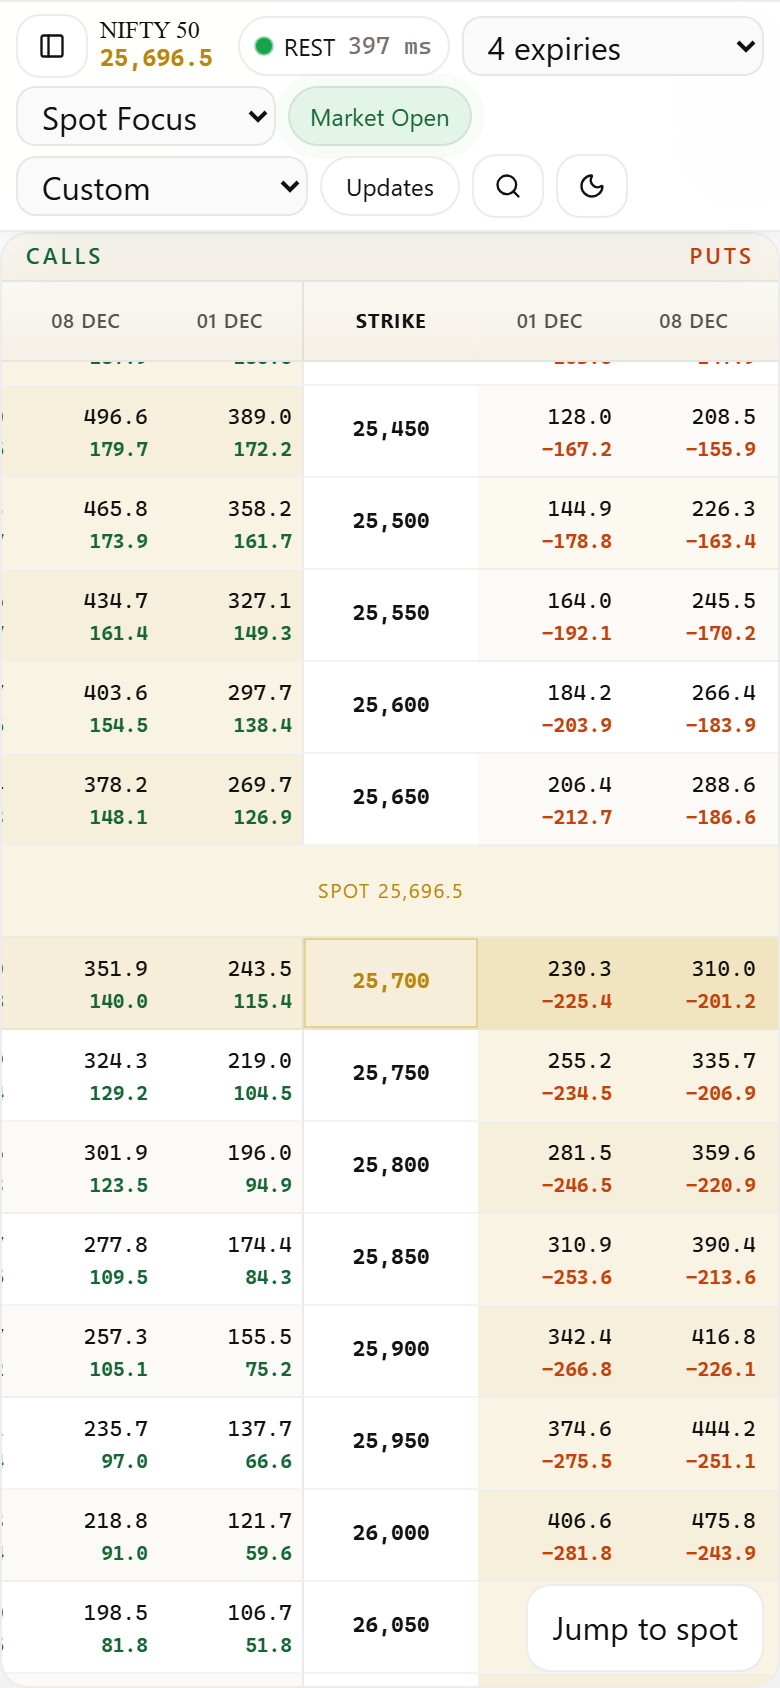 NIFTY 50
25,696.5
REST 397 ms
4 expiries
Spot Focus
Market Open
Custom
Updates
CALLS PUTS
08 DEC 01 DEC STRIKE 01 DEC 08 DEC
496.6 389.0 25,450 128.0 208.5
179.7 172.2 −167.2 −155.9
465.8 358.2 25,500 144.9 226.3
173.9 161.7 −178.8 −163.4
434.7 327.1 25,550 164.0 245.5
161.4 149.3 −192.1 −170.2
403.6 297.7 25,600 184.2 266.4
154.5 138.4 −203.9 −183.9
378.2 269.7 25,650 206.4 288.6
148.1 126.9 −212.7 −186.6
SPOT 25,696.5
351.9 243.5 25,700 230.3 310.0
140.0 115.4 −225.4 −201.2
324.3 219.0 25,750 255.2 335.7
129.2 104.5 −234.5 −206.9
301.9 196.0 25,800 281.5 359.6
123.5 94.9 −246.5 −220.9
277.8 174.4 25,850 310.9 390.4
109.5 84.3 −253.6 −213.6
257.3 155.5 25,900 342.4 416.8
105.1 75.2 −266.8 −226.1
235.7 137.7 25,950 374.6 444.2
97.0 66.6 −275.5 −251.1
218.8 121.7 26,000 406.6 475.8
91.0 59.6 −281.8 −243.9
198.5 106.7 26,050
81.8 51.8
Jump to spot